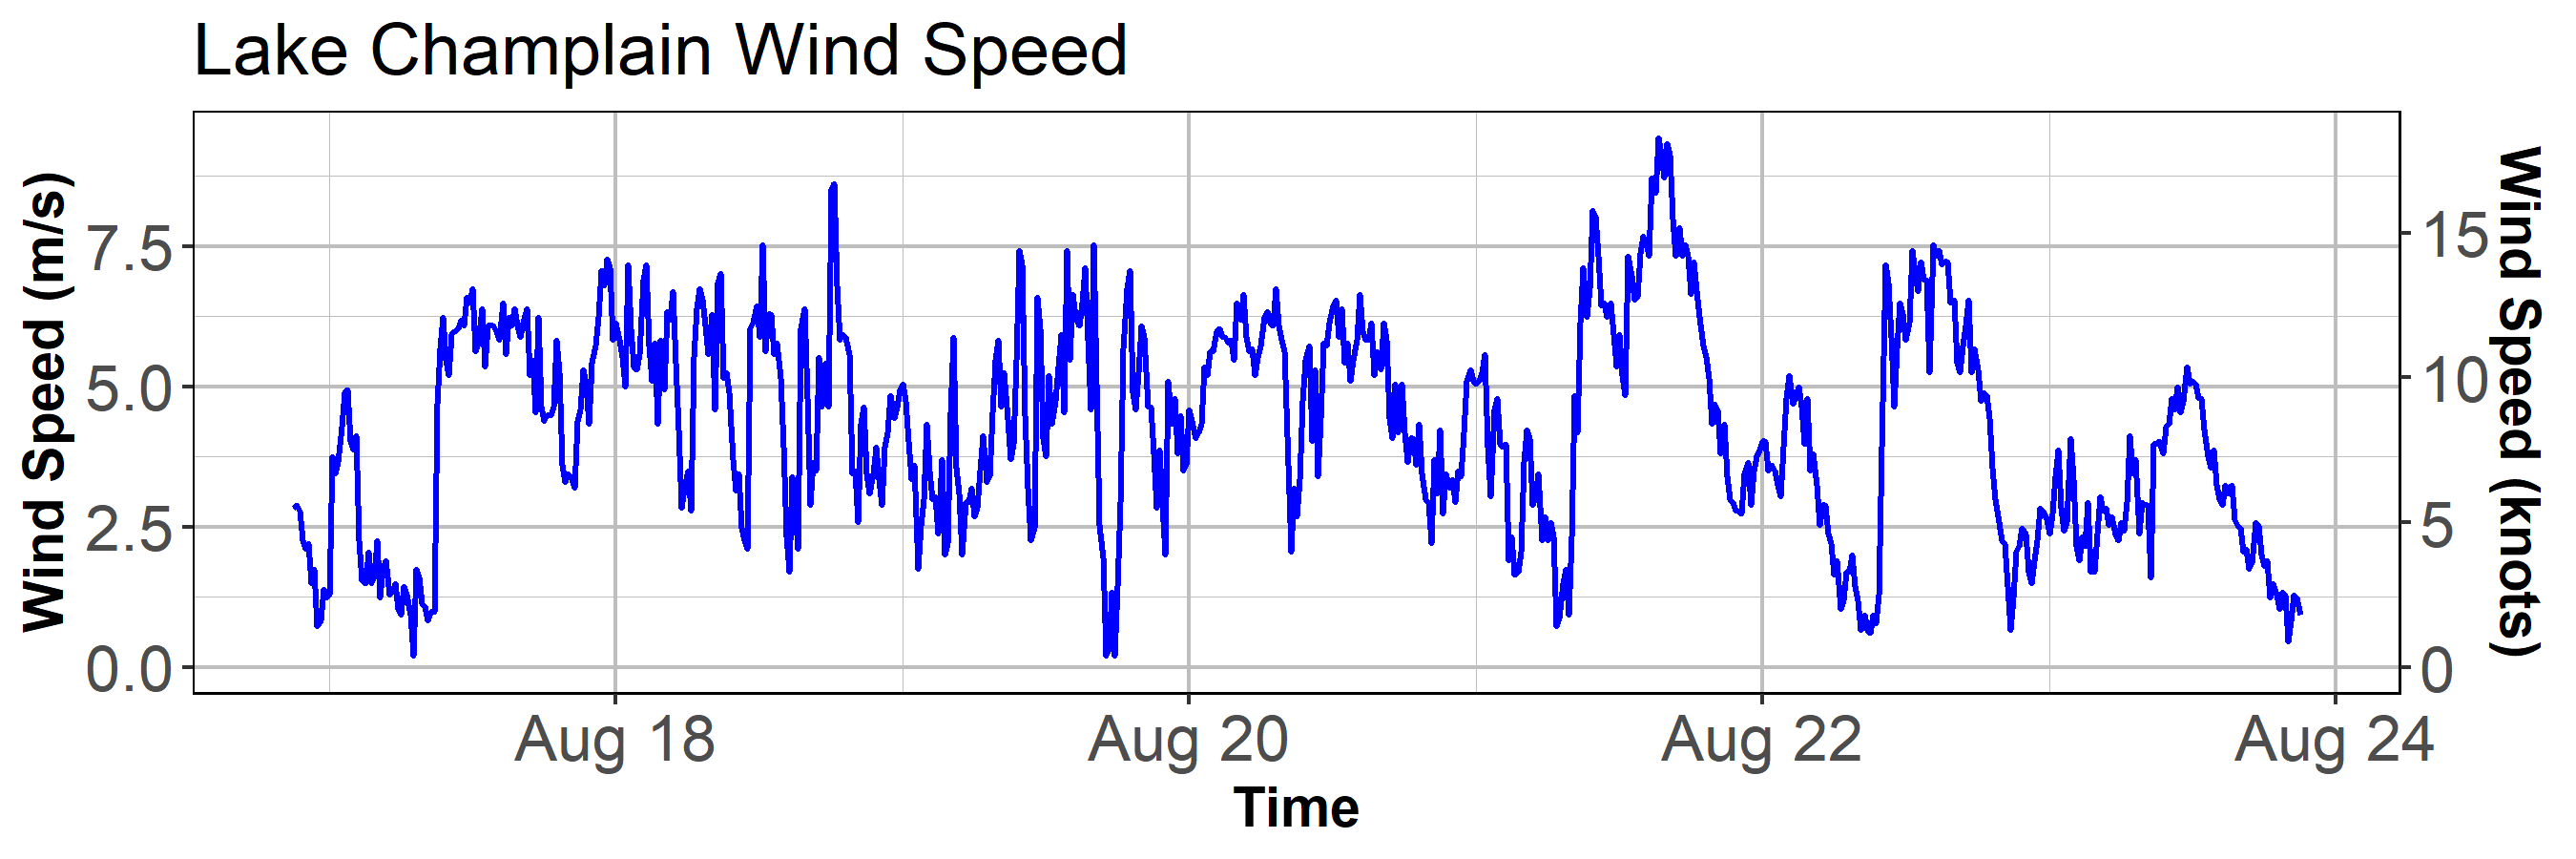 Lake Champlain Wind Speed
Wind Speed (m/s)
7.5
5.0
2.5
0.0
15
10
5
0
Wind Speed (knots)
Aug 18
Aug 20
Aug 22
Aug 24
Time